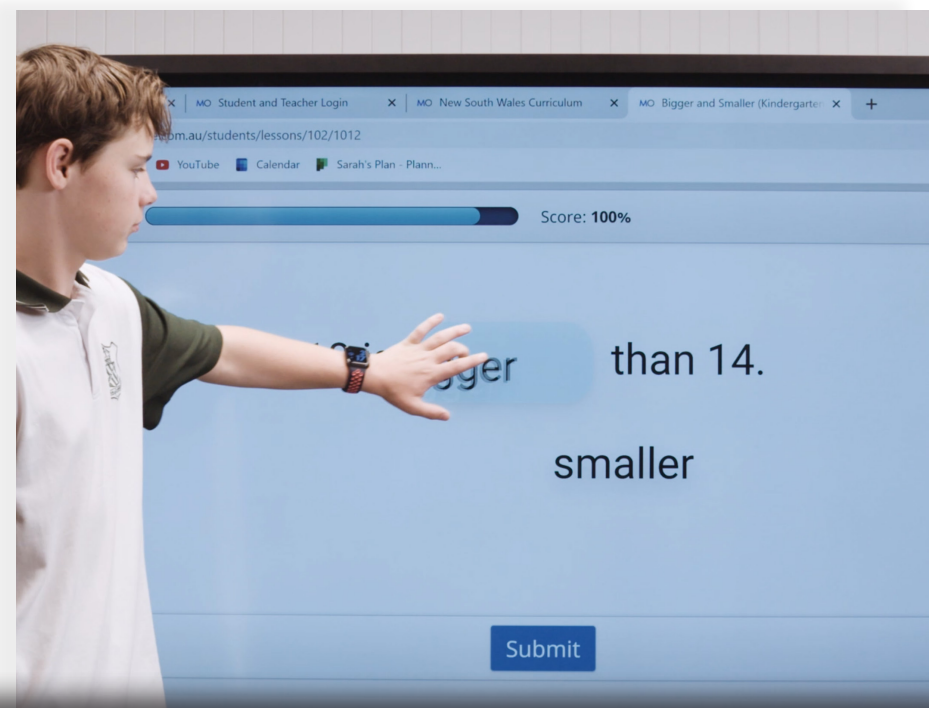 MO Student and Teacher Login MO New South Wales Curriculum MO Bigger and Smaller (Kindergarten
om.au/students/lessons/102/1012
YouTube Calendar Sarah's Plan - Plann...
Score: 100%
than 14.
smaller
Submit